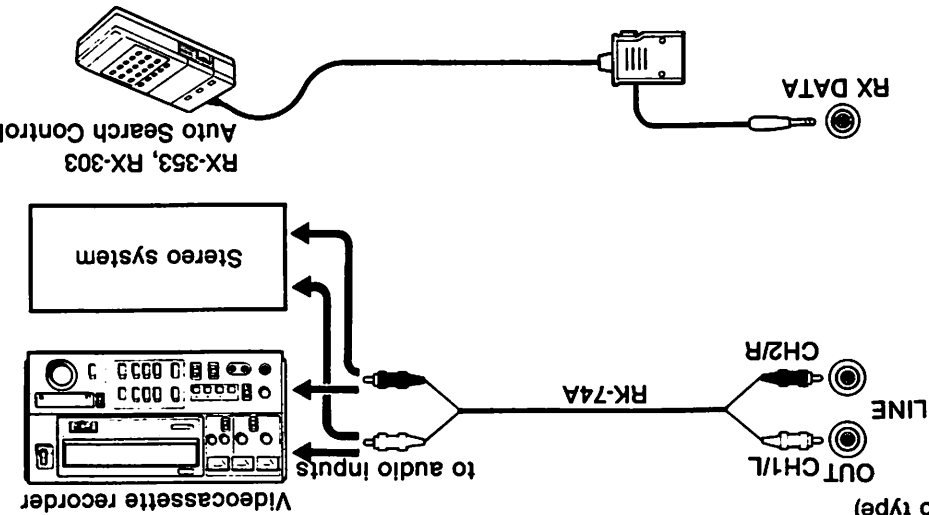 o type)
Videocassette recorder
OUT
CH1/L
to audio inputs
LINE
RK-74A
CH2/R
Stereo system
RX-353, RX-303
Auto Search Control
RX DATA